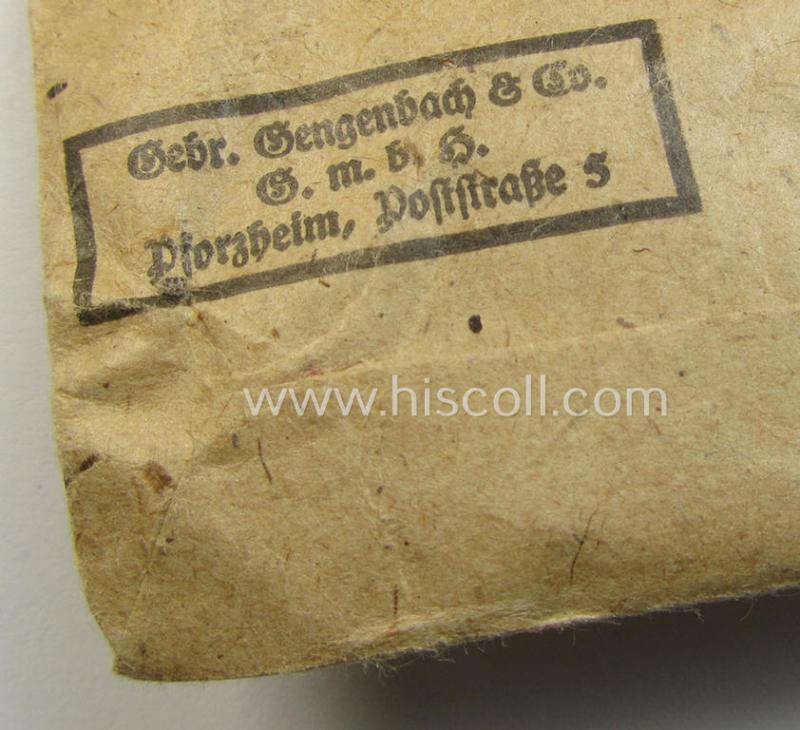 Gebr. Gengenbach & Co.
G. m. b. H.
Pforzheim, Poststraße 5
www.hiscoll.com